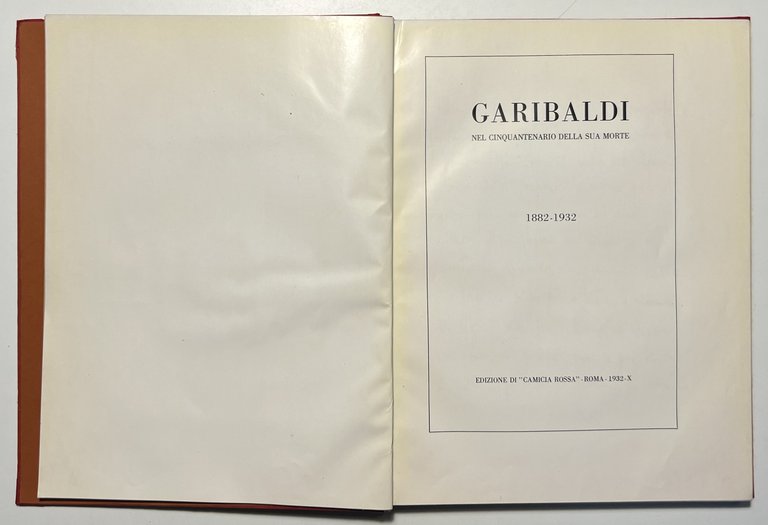 GARIBALDI
NEL CINQUANTENARIO DELLA SUA MORTE
1882-1932
EDIZIONE DI "CAMICIA ROSSA" - ROMA - 1932 - X